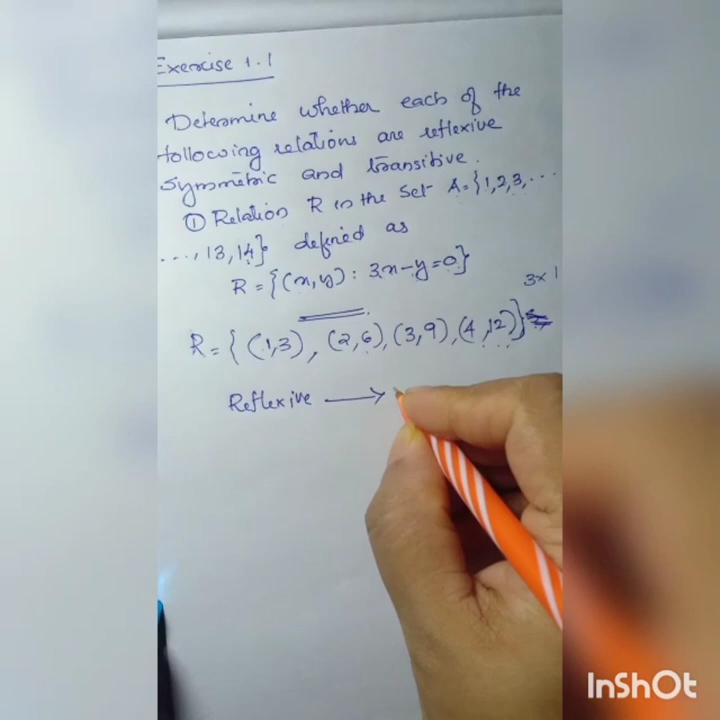 Exercise 1.1
Determine whether each of the
following relations are reflexive
symmetric and transitive.
① Relation R in the set A={1,2,3,...
..., 13, 14} defined as
R = {(x,y) : 3x-y=0}
3x1
R = { (1,3) , (2,6), (3,9), (4,12)}
Reflexive ⟶
InShOt